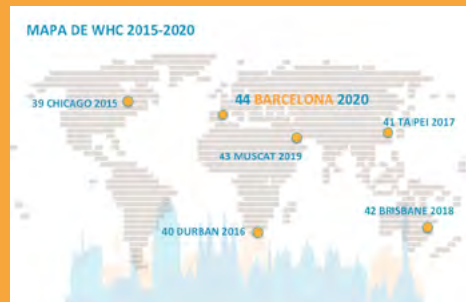 MAPA DE WHC 2015-2020
39 CHICAGO 2015
44 BARCELONA 2020
41 TAIPEI 2017
43 MUSCAT 2019
42 BRISBANE 2018
40 DURBAN 2016